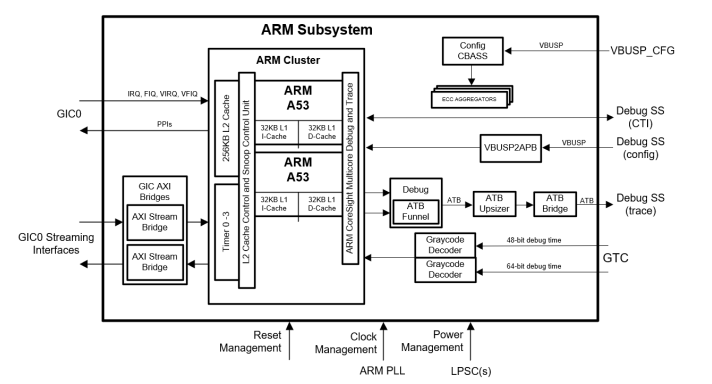 ARM Subsystem
ARM Cluster
Config
CBASS
VBUSP
VBUSP_CFG
ECC AGGREGATORS
IRQ, FIQ, VIRQ, VFIQ
GIC0
PPIs
256KB L2 Cache
L2 Cache Control and Snoop Control Unit
ARM
A53
32KB L1
I-Cache
32KB L1
D-Cache
ARM
A53
32KB L1
I-Cache
32KB L1
D-Cache
ARM CoreSight Multicore Debug and Trace
Timer 0 - 3
Debug SS
(CTI)
VBUSP2APB
VBUSP
Debug SS
(config)
GIC AXI
Bridges
AXI Stream
Bridge
AXI Stream
Bridge
GIC0 Streaming
Interfaces
Debug
ATB
Funnel
ATB
ATB
Upsizer
ATB
Bridge
ATB
Debug SS
(trace)
Graycode
Decoder
48-bit debug time
Graycode
Decoder
64-bit debug time
GTC
Reset
Management
Clock
Management
Power
Management
ARM PLL
LPSC(s)